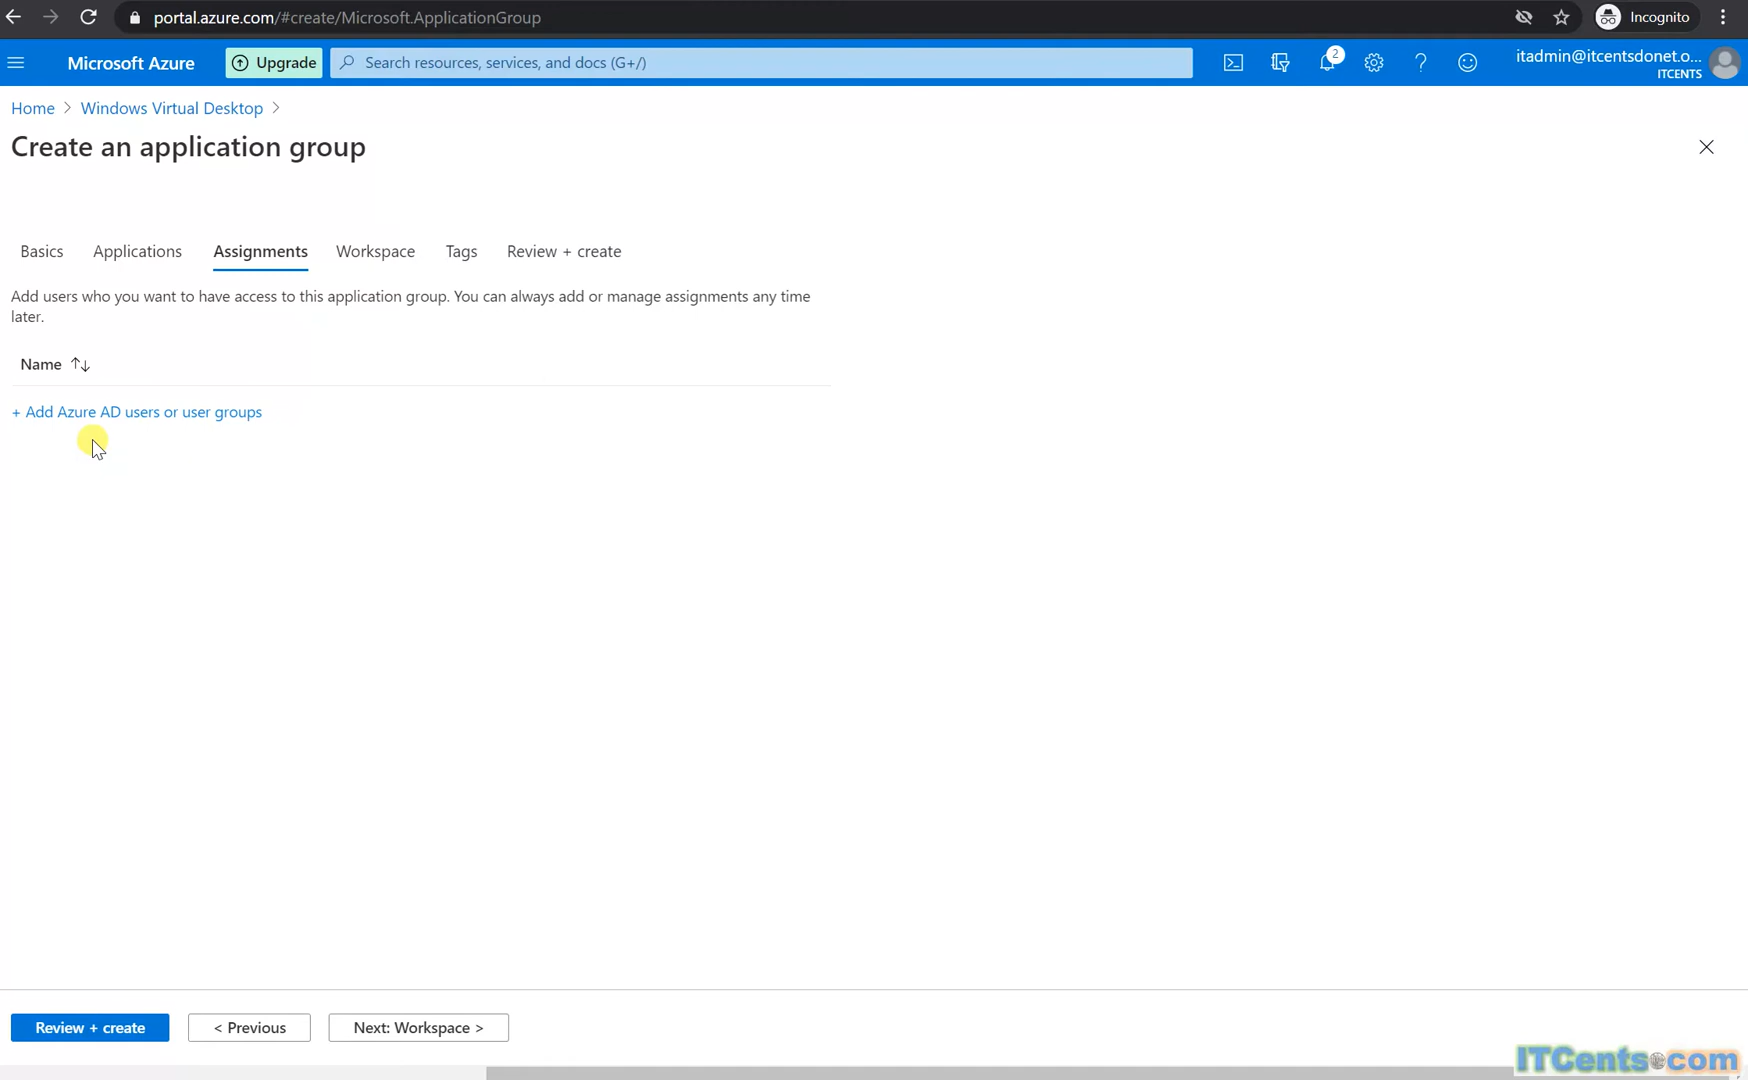 portal.azure.com/#create/Microsoft.ApplicationGroup
Incognito
Microsoft Azure
Upgrade
Search resources, services, and docs (G+/)
2
itadmin@itcentsdonet.o...
ITCENTS
Home > Windows Virtual Desktop >
Create an application group
Basics Applications Assignments Workspace Tags Review + create
Add users who you want to have access to this application group. You can always add or manage assignments any time
later.
Name ↑↓
+ Add Azure AD users or user groups
Review + create
< Previous
Next: Workspace >
ITCents.com